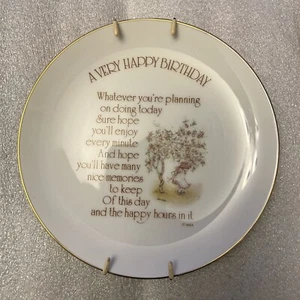 A VERY HAPPY BIRTHDAY
Whatever you're planning
on doing today
Sure hope
you'll enjoy
every minute
And hope
you'll have many
nice memories
to keep
Of this day
and the happy hours in it